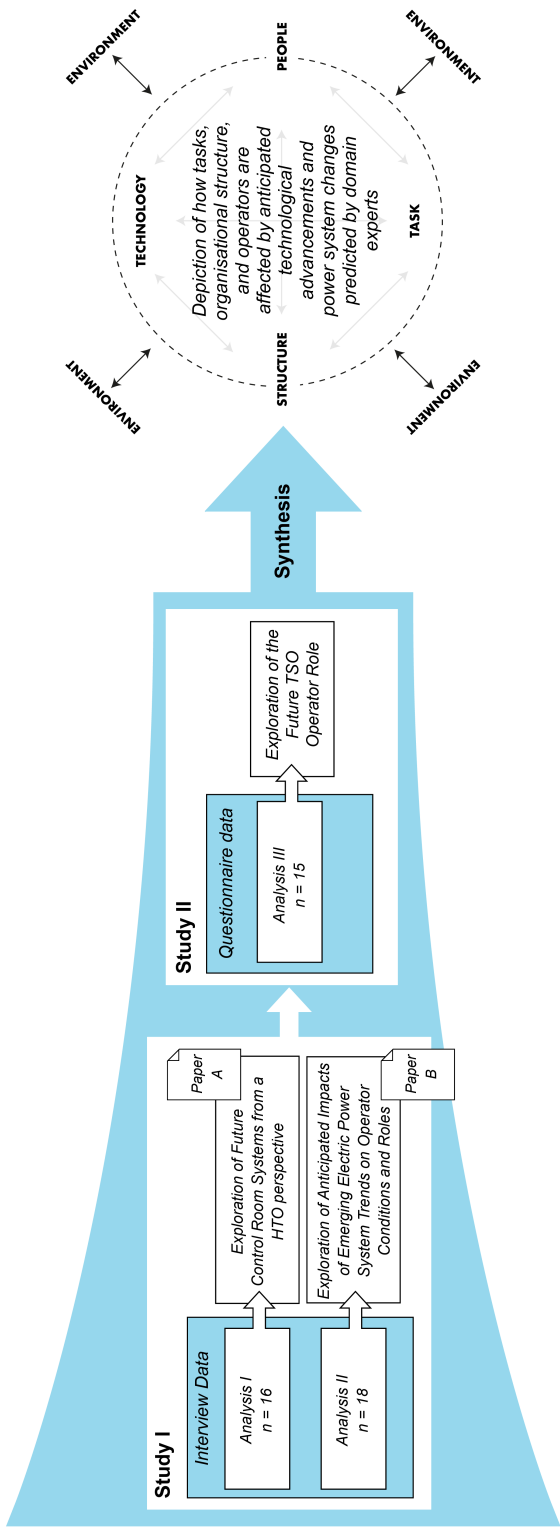 Study I
Interview Data
Analysis I
n = 16
Analysis II
n = 18
Exploration of Future
Control Room Systems from a
HTO perspective
Paper
A
Exploration of Anticipated Impacts
of Emerging Electric Power
System Trends on Operator
Conditions and Roles
Paper
B
Study II
Questionnaire data
Analysis III
n = 15
Exploration of the
Future TSO
Operator Role
Synthesis
ENVIRONMENT
ENVIRONMENT
TECHNOLOGY
STRUCTURE
Depiction of how tasks,
organisational structure,
and operators are
affected by anticipated
technological
advancements and
power system changes
predicted by domain
experts
PEOPLE
TASK
ENVIRONMENT
ENVIRONMENT